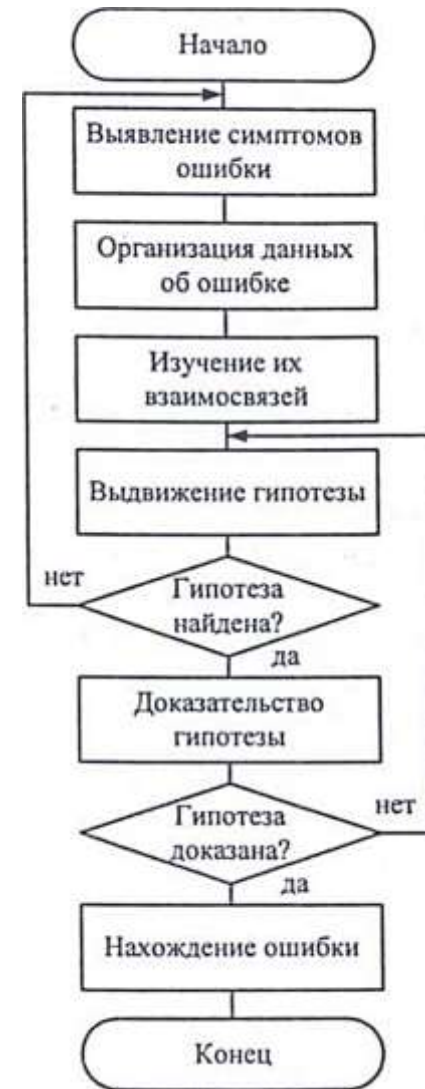 Начало
Выявление симптомов
ошибки
Организация данных
об ошибке
Изучение их
взаимосвязей
Выдвижение гипотезы
нет
Гипотеза
найдена?
да
Доказательство
гипотезы
Гипотеза
доказана?
нет
да
Нахождение ошибки
Конец